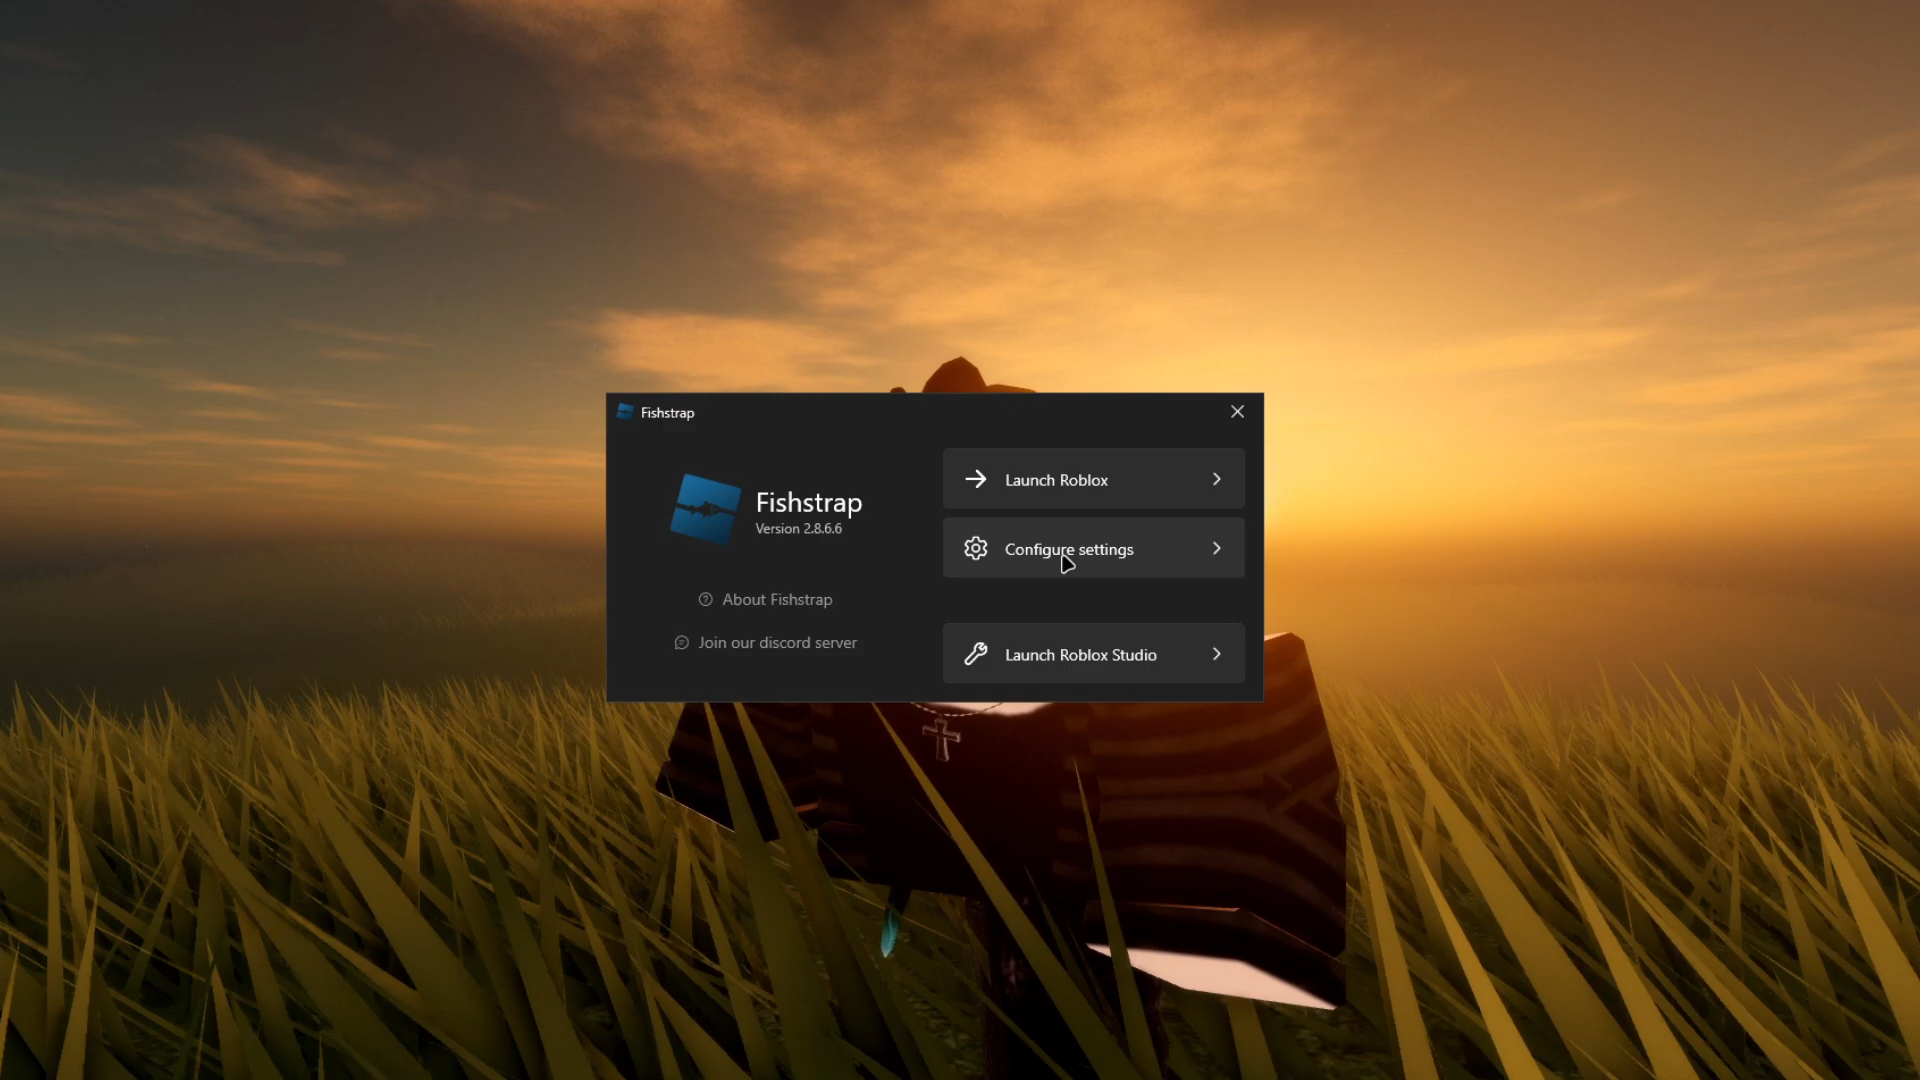 Fishstrap
Fishstrap
Version 2.8.6.6
About Fishstrap
Join our discord server
Launch Roblox
Configure settings
Launch Roblox Studio